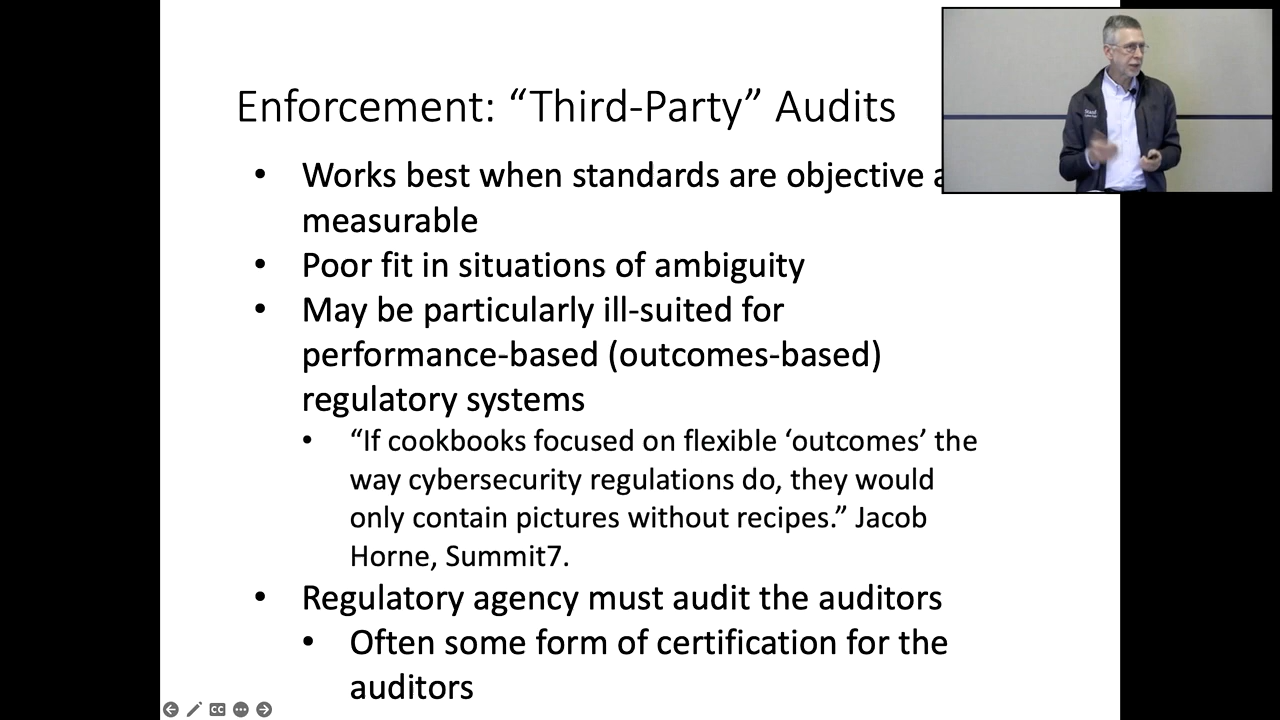 Enforcement: “Third-Party” Audits
• Works best when standards are objective
measurable
• Poor fit in situations of ambiguity
• May be particularly ill-suited for
performance-based (outcomes-based)
regulatory systems
• “If cookbooks focused on flexible ‘outcomes’ the
way cybersecurity regulations do, they would
only contain pictures without recipes.” Jacob
Horne, Summit7.
• Regulatory agency must audit the auditors
• Often some form of certification for the
auditors
CC